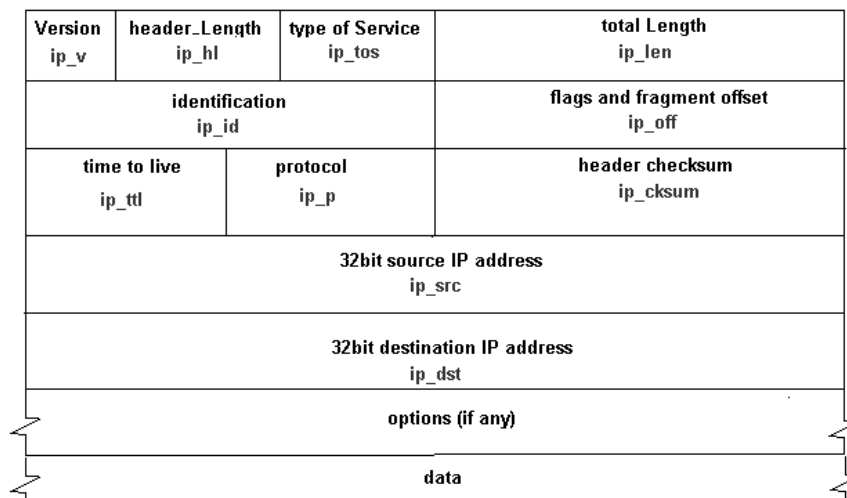 Version header_Length type of Service total Length
ip_v ip_hl ip_tos ip_len
identification flags and fragment offset
ip_id ip_off
time to live protocol header checksum
ip_ttl ip_p ip_cksum
32bit source IP address
ip_src
32bit destination IP address
ip_dst
options (if any)
data